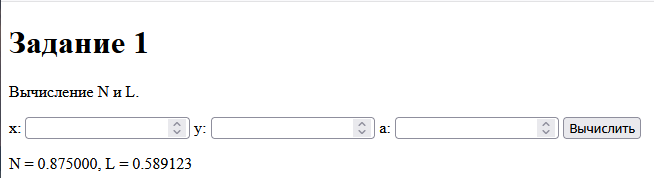 Задание 1
Вычисление N и L.
x: y: a: Вычислить
N = 0.875000, L = 0.589123